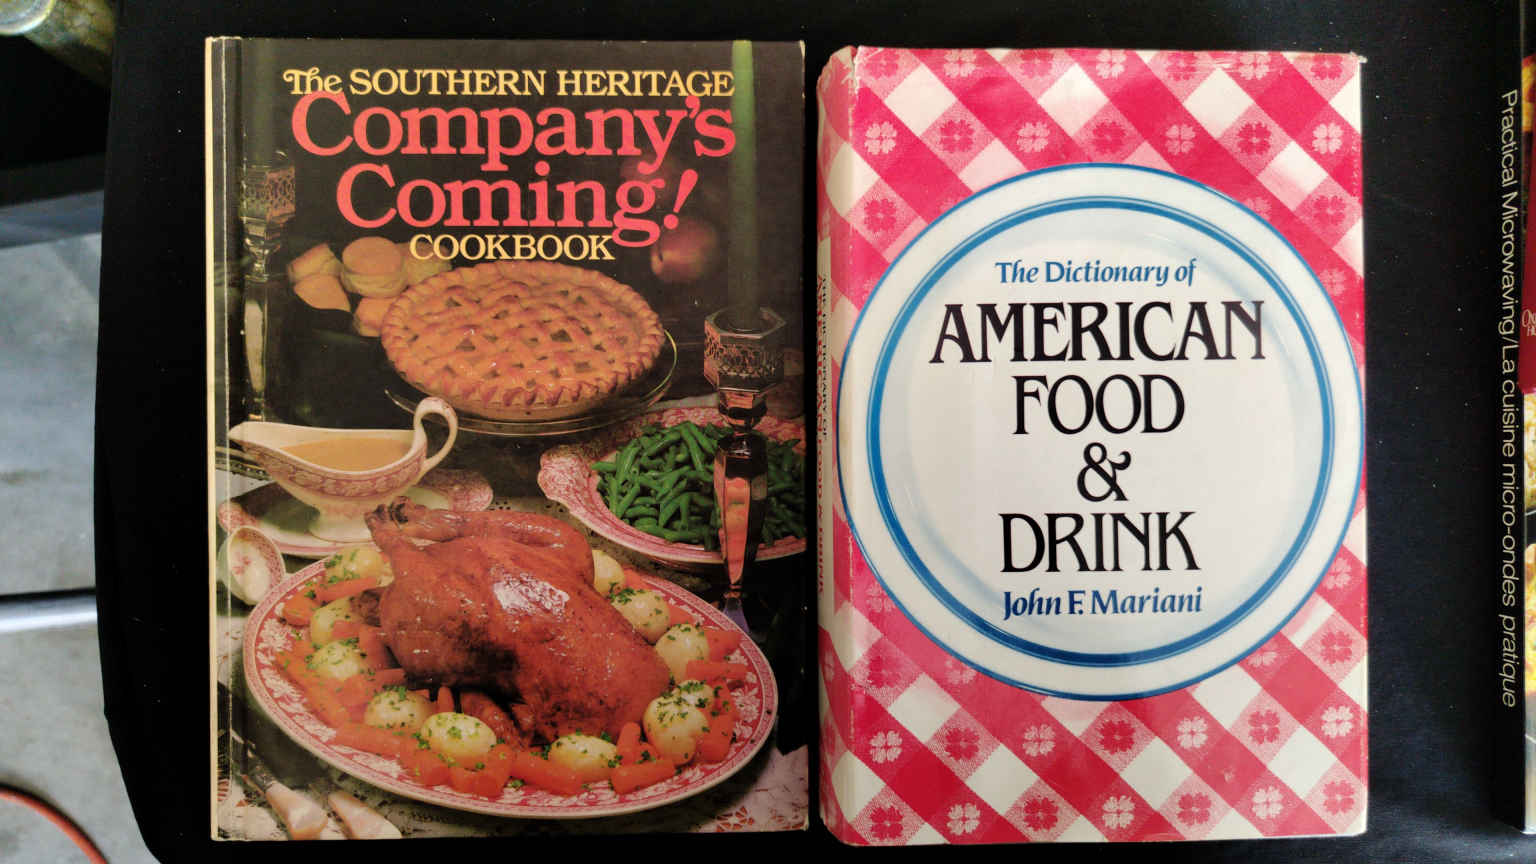 The SOUTHERN HERITAGE
Company's
Coming!
COOKBOOK
The Dictionary of
AMERICAN
FOOD
&
DRINK
John F. Mariani
Practical Microwaving/La cuisine micro-ondes pratique